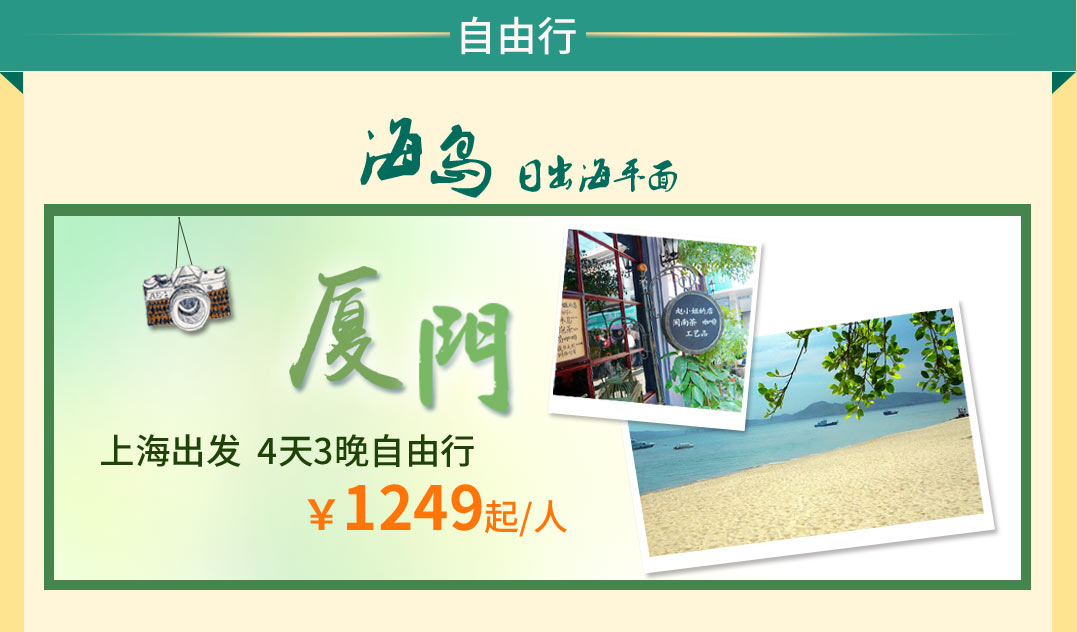 自由行
海岛 日出海平面
厦門
赵小姐的店
闽南茶 咖啡
工艺品
上海出发 4天3晚自由行
￥1249起/人